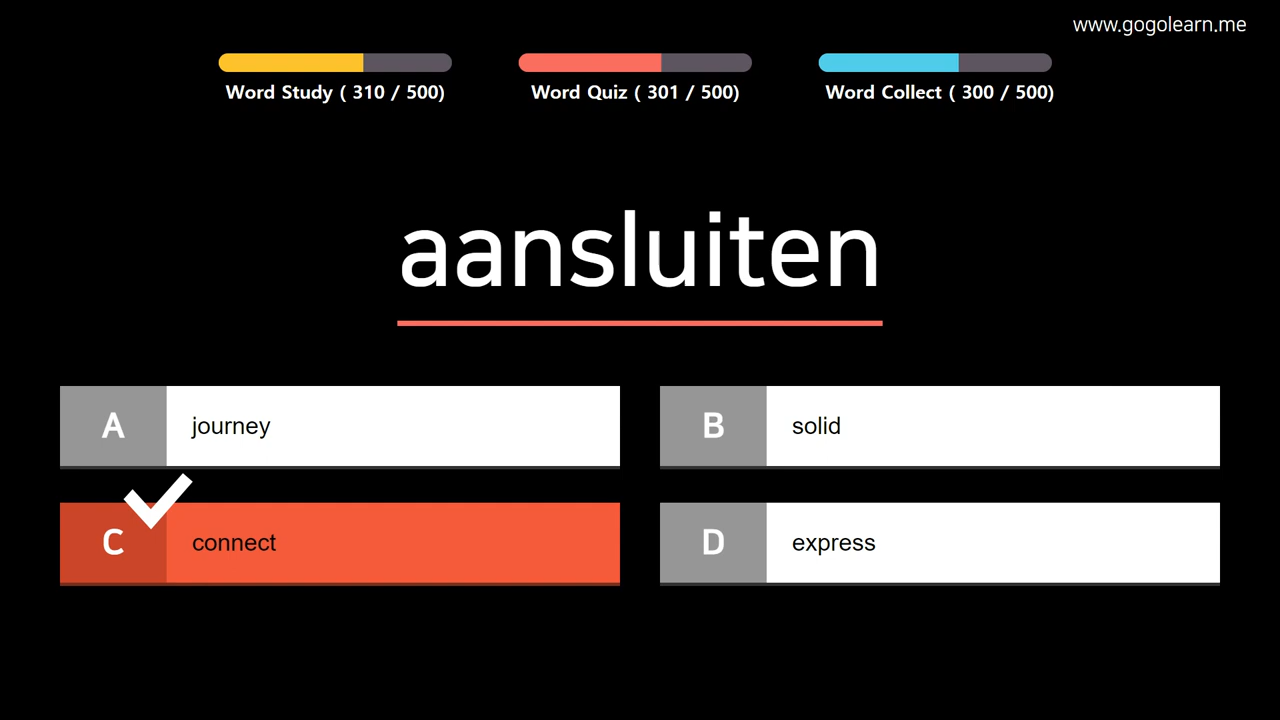 www.gogolearn.me
Word Study ( 310 / 500)
Word Quiz ( 301 / 500)
Word Collect ( 300 / 500)
aansluiten
A journey
B solid
C connect
D express